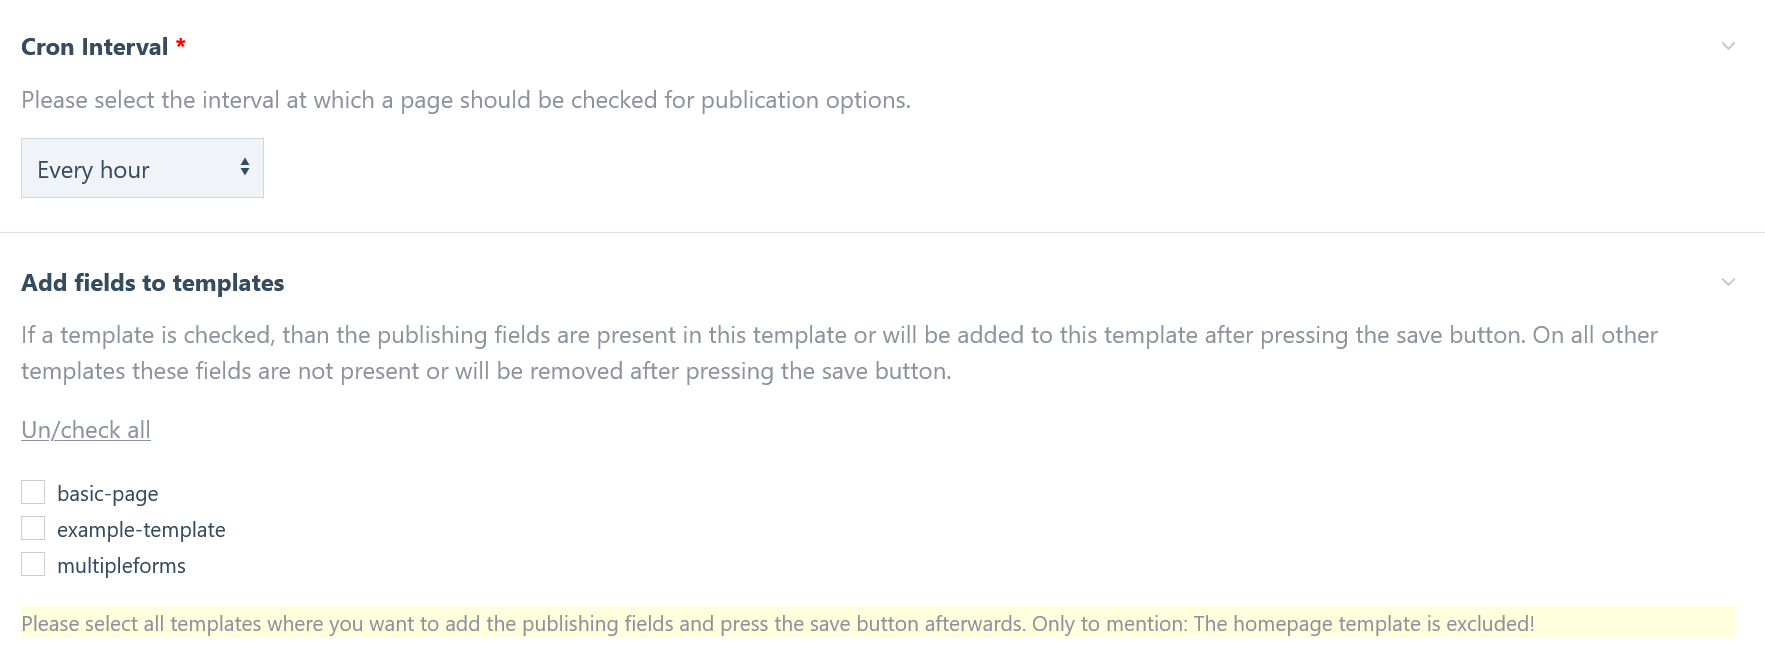 Cron Interval *
Please select the interval at which a page should be checked for publication options.
Every hour
Add fields to templates
If a template is checked, than the publishing fields are present in this template or will be added to this template after pressing the save button. On all other
templates these fields are not present or will be removed after pressing the save button.
Un/check all
basic-page
example-template
multipleforms
Please select all templates where you want to add the publishing fields and press the save button afterwards. Only to mention: The homepage template is excluded!